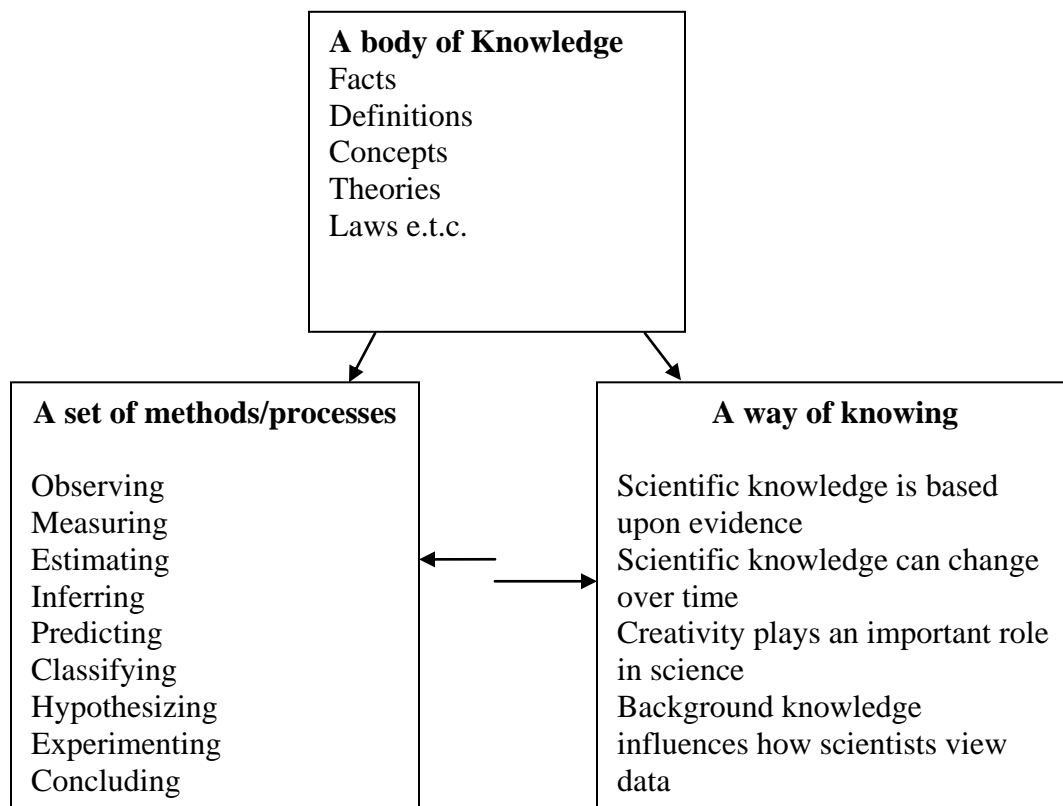 A body of Knowledge
Facts
Definitions
Concepts
Theories
Laws e.t.c.
A set of methods/processes
Observing
Measuring
Estimating
Inferring
Predicting
Classifying
Hypothesizing
Experimenting
Concluding
A way of knowing
Scientific knowledge is based
upon evidence
Scientific knowledge can change
over time
Creativity plays an important role
in science
Background knowledge
influences how scientists view
data